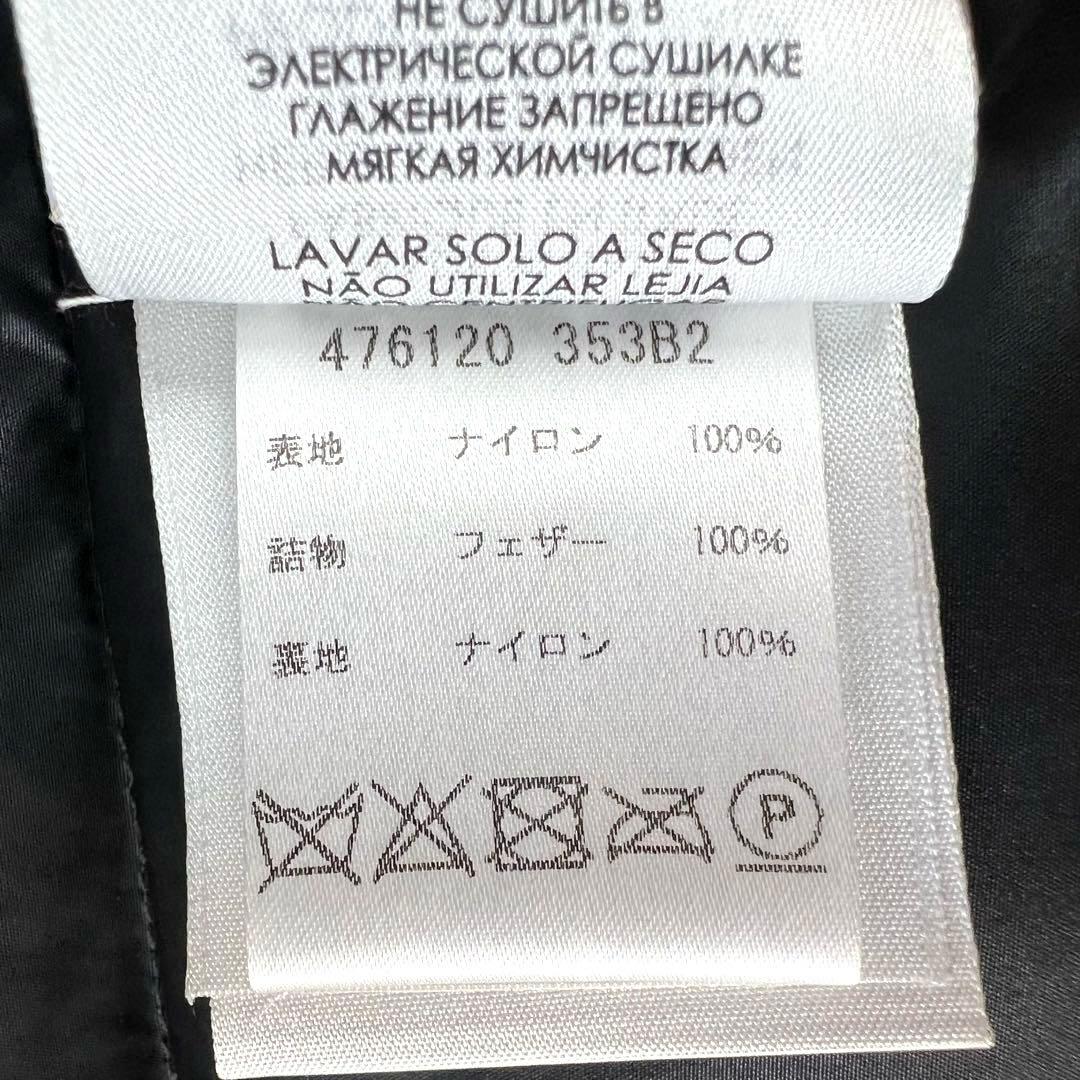 НЕ СУШИТЬ В
ЭЛЕКТРИЧЕСКОЙ СУШИЛКЕ
ГЛАЖЕНИЕ ЗАПРЕЩЕНО
МЯГКАЯ ХИМЧИСТКА
LAVAR SOLO A SECO
NÃO UTILIZAR LEJIA
476120 353B2
表地 ナイロン 100%
詰物 フェザー 100%
裏地 ナイロン 100%
P